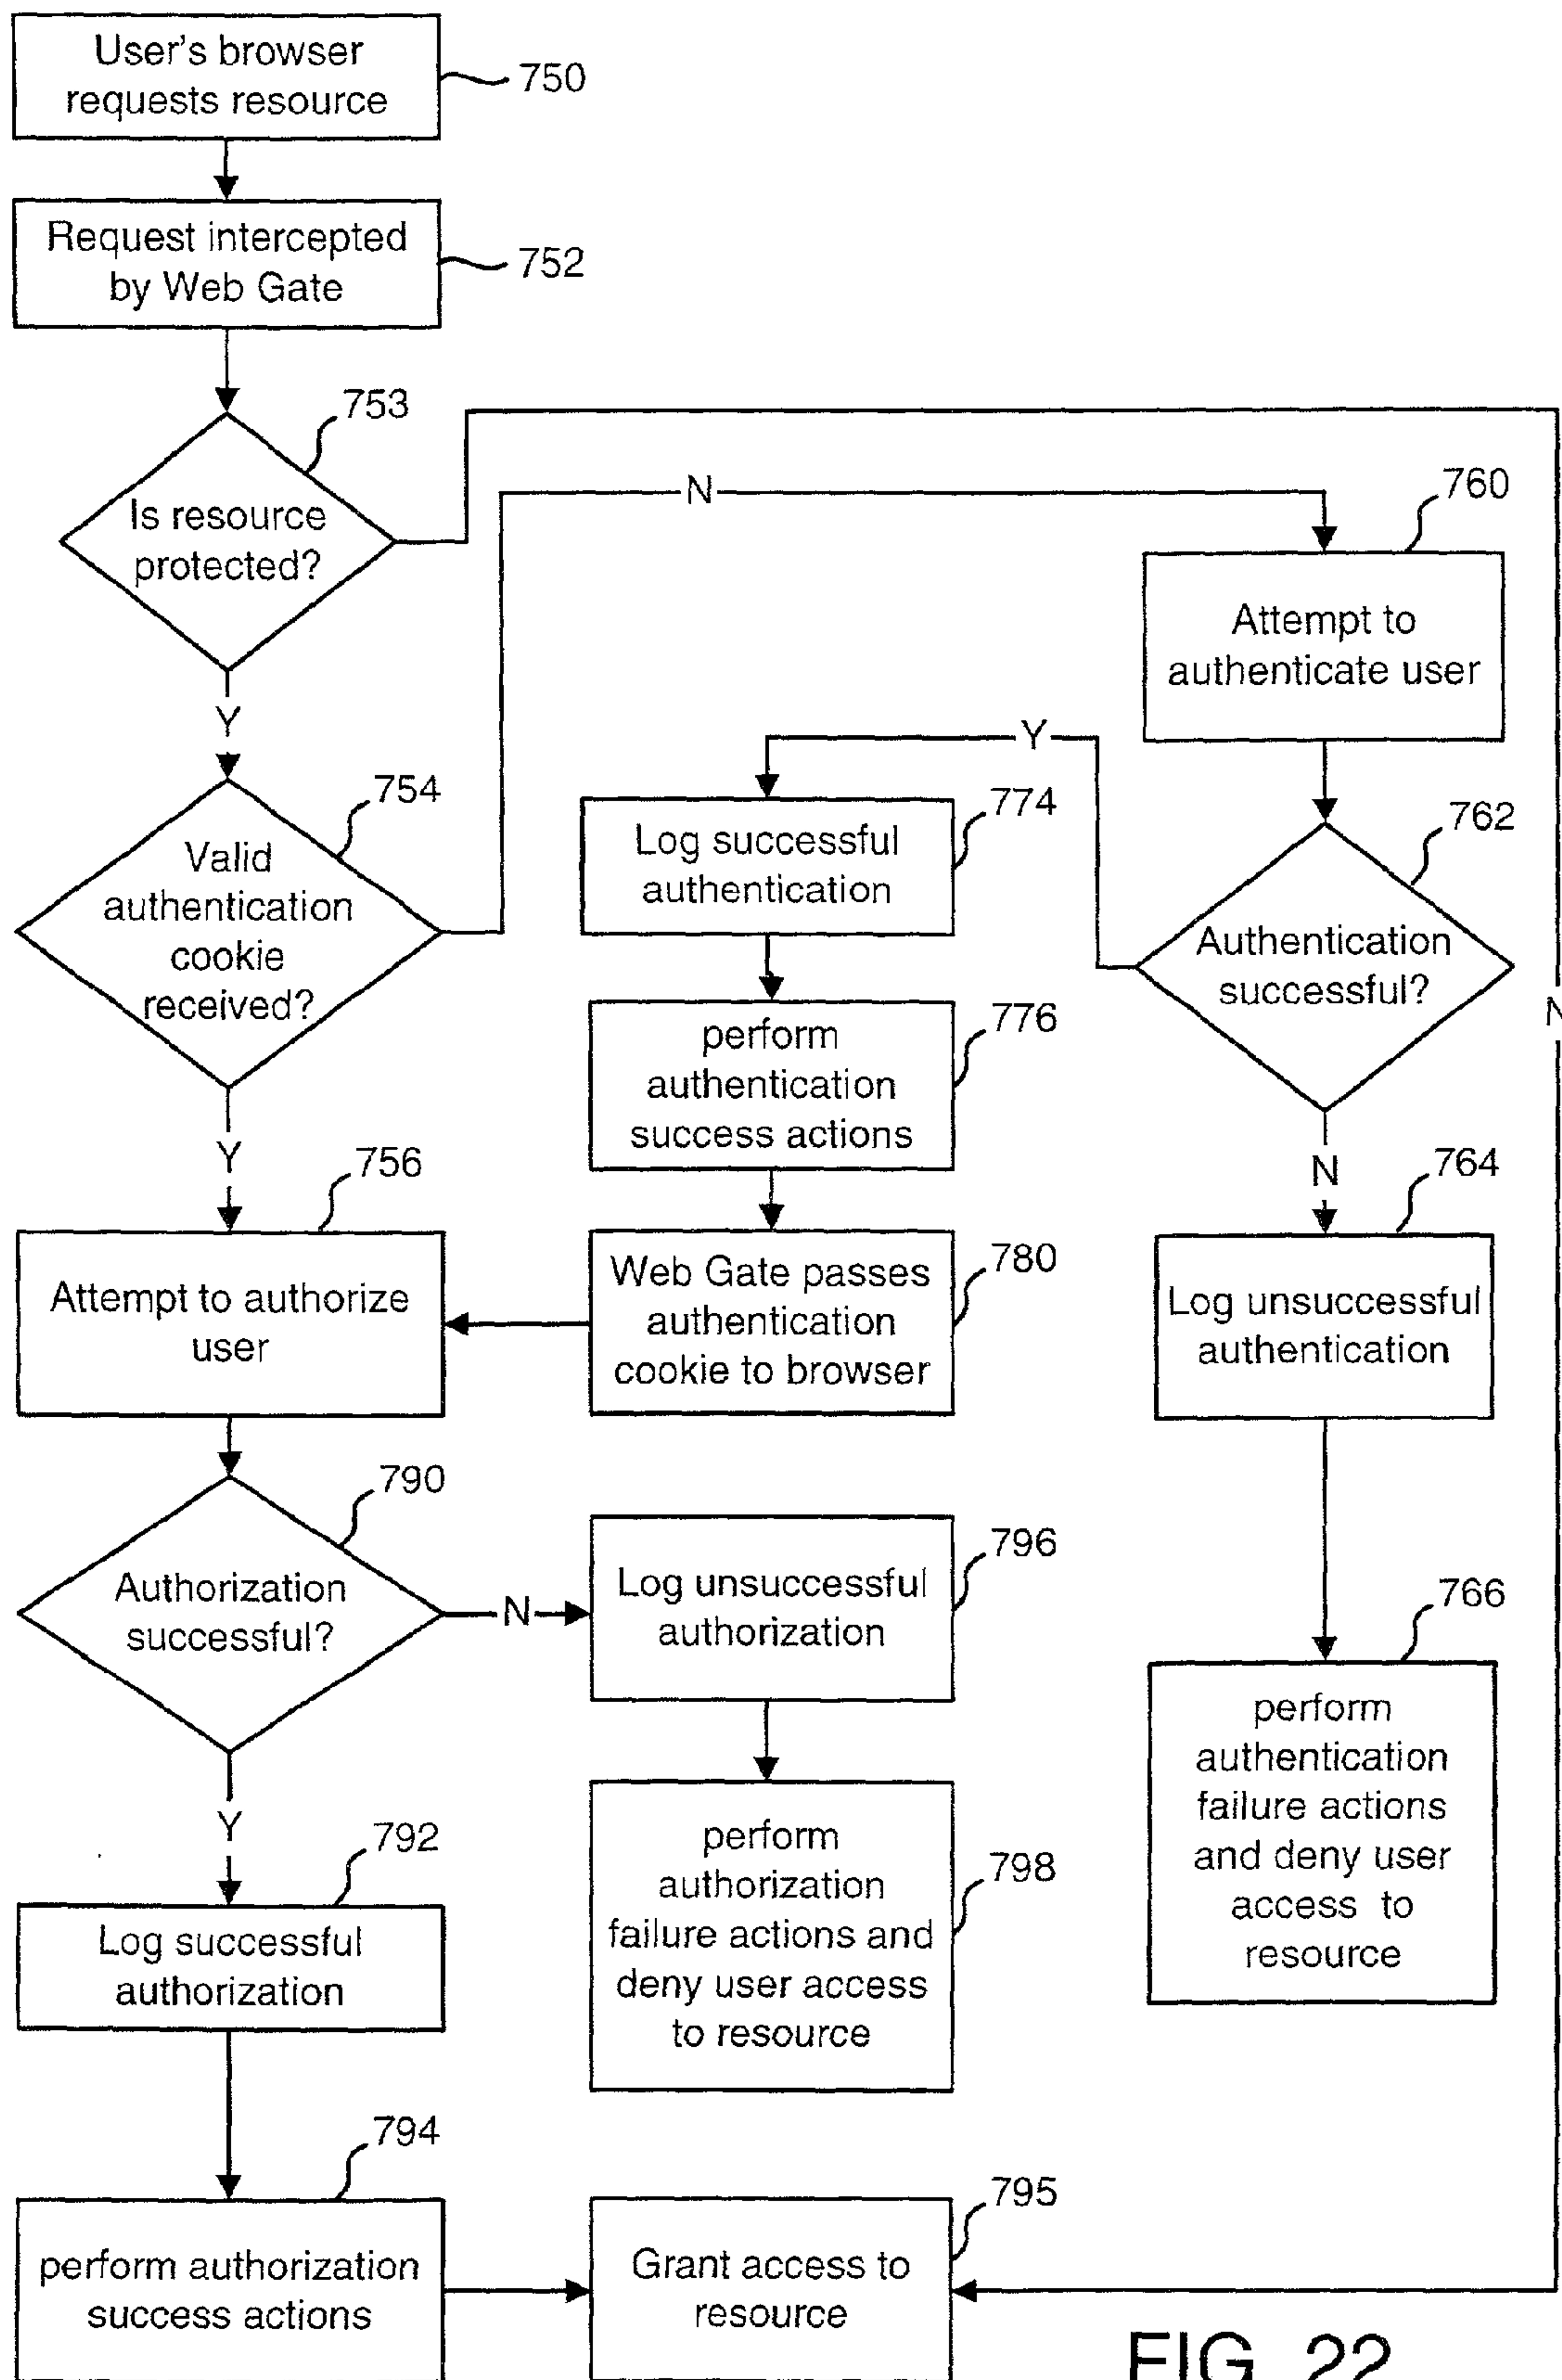 User's browser
requests resource
750
Request intercepted
by Web Gate
752
753
Is resource
protected?
N
760
Attempt to
authenticate user
Y
Y
754
Valid
authentication
cookie
received?
774
Log successful
authentication
762
Authentication
successful?
N
776
perform
authentication
success actions
Y
756
Attempt to authorize
user
780
Web Gate passes
authentication
cookie to browser
N
764
Log unsuccessful
authentication
790
Authorization
successful?
N
796
Log unsuccessful
authorization
766
perform
authentication
failure actions
and deny user
access to
resource
Y
792
Log successful
authorization
798
perform
authorization
failure actions and
deny user access
to resource
794
perform authorization
success actions
795
Grant access to
resource
FIG. 22